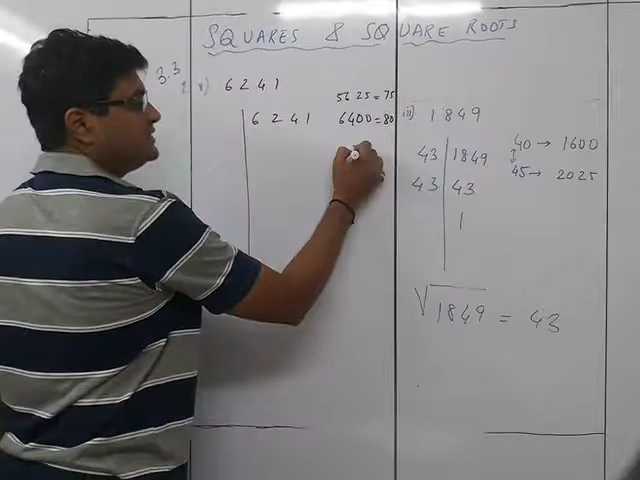 SQUARES & SQUARE ROOTS
3.3
v) 6241
5625=75
6241
6400=80
iii) 1849
43 1849
43 43
1
40 → 1600
45 → 2025
√1849 = 43